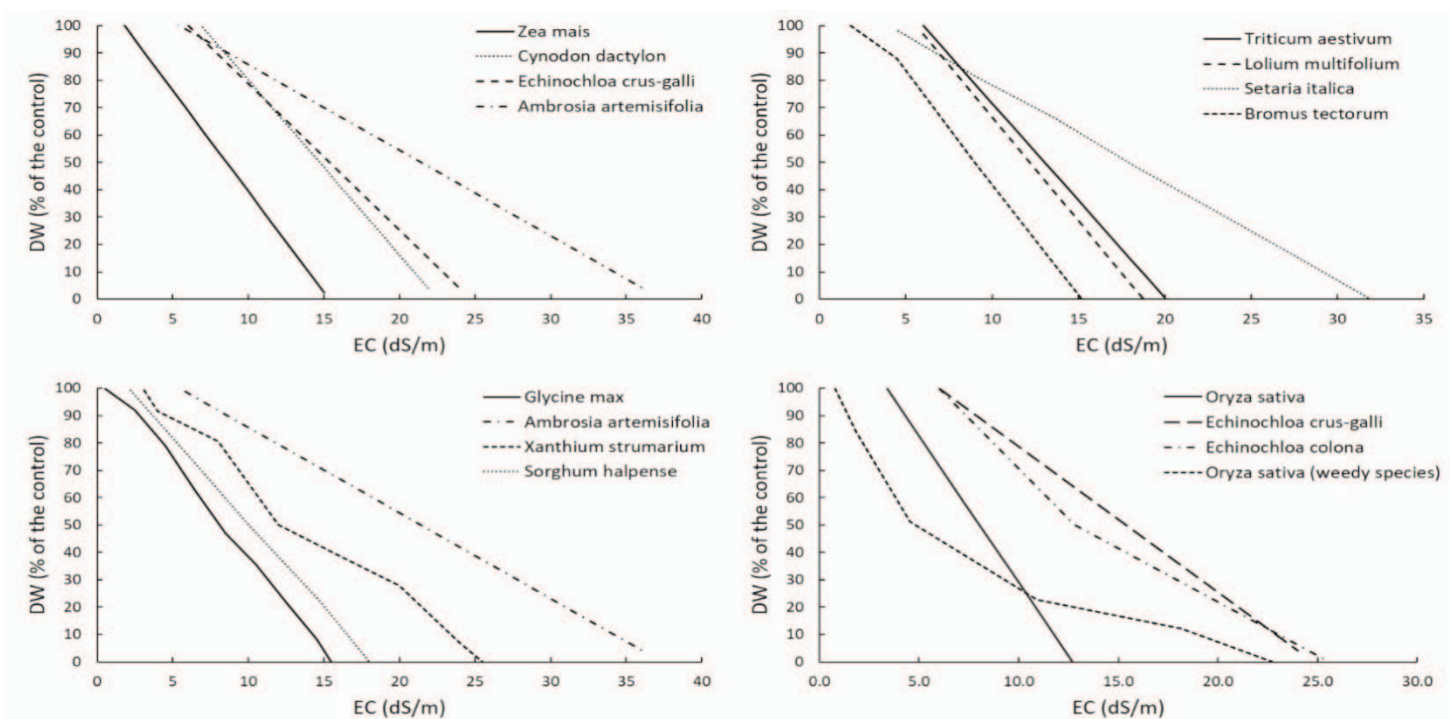 DW (% of the control)
100
90
80
70
60
50
40
30
20
10
0
0 5 10 15 20 25 30 35 40
EC (dS/m)
Zea mais
Cynodon dactylon
Echinochloa crus-galli
Ambrosia artemisifolia
DW (% of the control)
100
90
80
70
60
50
40
30
20
10
0
0 5 10 15 20 25 30 35
EC (dS/m)
Triticum aestivum
Lolium multifolium
Setaria italica
Bromus tectorum
DW (% of the control)
100
90
80
70
60
50
40
30
20
10
0
0 5 10 15 20 25 30 35 40
EC (dS/m)
Glycine max
Ambrosia artemisifolia
Xanthium strumarium
Sorghum halpense
DW (% of the control)
100
90
80
70
60
50
40
30
20
10
0
0.0 5.0 10.0 15.0 20.0 25.0 30.0
EC (dS/m)
Oryza sativa
Echinochloa crus-galli
Echinochloa colona
Oryza sativa (weedy species)